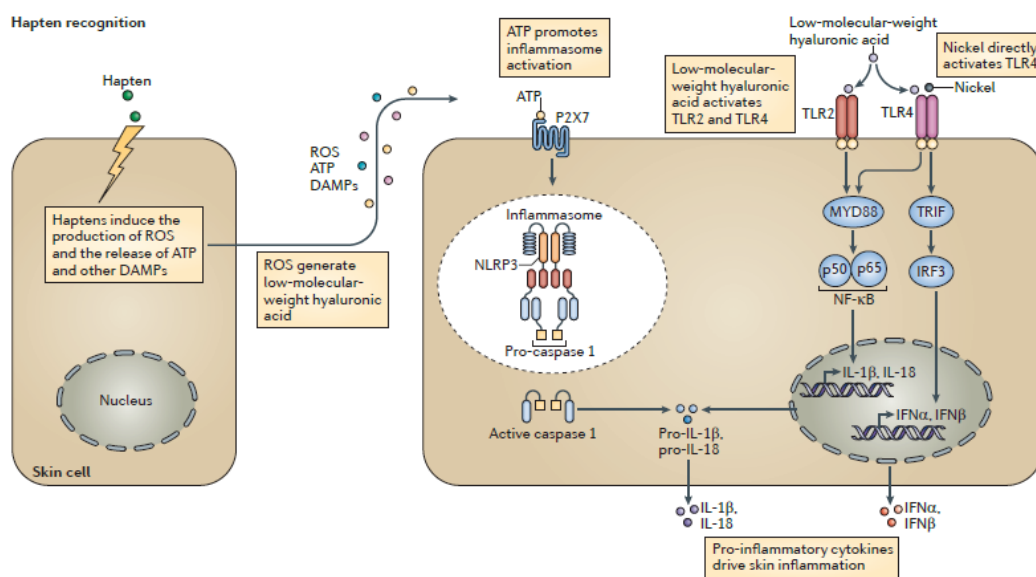 Hapten recognition
Hapten
Haptens induce the
production of ROS
and the release of ATP
and other DAMPs
Nucleus
Skin cell
ROS
ATP
DAMPs
ROS generate
low-molecular-
weight hyaluronic
acid
ATP promotes
inflammasome
activation
ATP
P2X7
Inflammasome
NLRP3
Pro-caspase 1
Active caspase 1
Low-molecular-
weight hyaluronic
acid activates
TLR2 and TLR4
Low-molecular-weight
hyaluronic acid
Nickel directly
activates TLR4
Nickel
TLR2
TLR4
MYD88
TRIF
p50
p65
IRF3
NF-κB
IL-1β, IL-18
IFNα, IFNβ
Pro-IL-1β,
pro-IL-18
IL-1β,
IL-18
IFNα,
IFNβ
Pro-inflammatory cytokines
drive skin inflammation